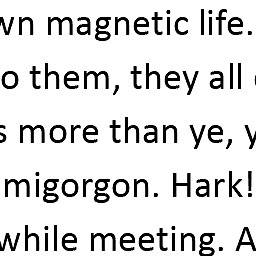 wn magnetic life.
o them, they all
s more than ye, y
migorgon. Hark!
while meeting. A